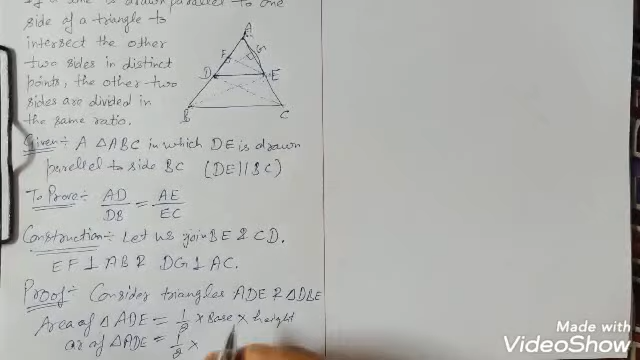 If a line is drawn parallel to one
side of a triangle to
intersect the other
two sides in distinct
points, the other two
sides are divided in
the same ratio.
A
F
G
D
E
B
C
Given÷ A △ABC in which DE is drawn
parallel to side BC (DE||BC)
To Prove÷ AD/DB = AE/EC
Construction÷ Let us join BE & CD.
EF ⊥ AB & DG ⊥ AC.
Proof÷ Consider triangles ADE & △DBE
Area of △ADE = 1/2 × Base × height
ar of △ADE = 1/2 ×
Made with
VideoShow